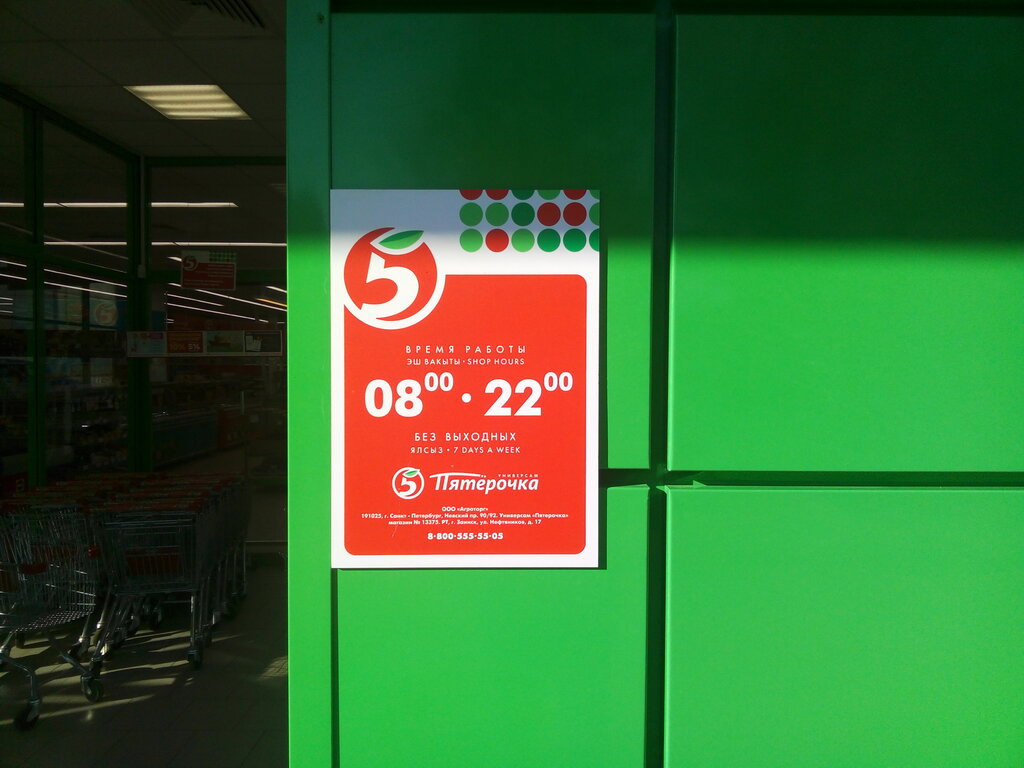 5
ВРЕМЯ РАБОТЫ
ЭШ ВАКЫТЫ · SHOP HOURS
08⁰⁰ · 22⁰⁰
БЕЗ ВЫХОДНЫХ
ЯЛСЫЗ · 7 DAYS A WEEK
УНИВЕРСАМ
5 Пятёрочка
ООО «Агроторг»
191025, г. Санкт - Петербург, Невский пр. 90/92. Универсам «Пятерочка»
магазин № 13375. РТ, г. Заинск, ул. Нефтяников, д. 17
8-800-555-55-05